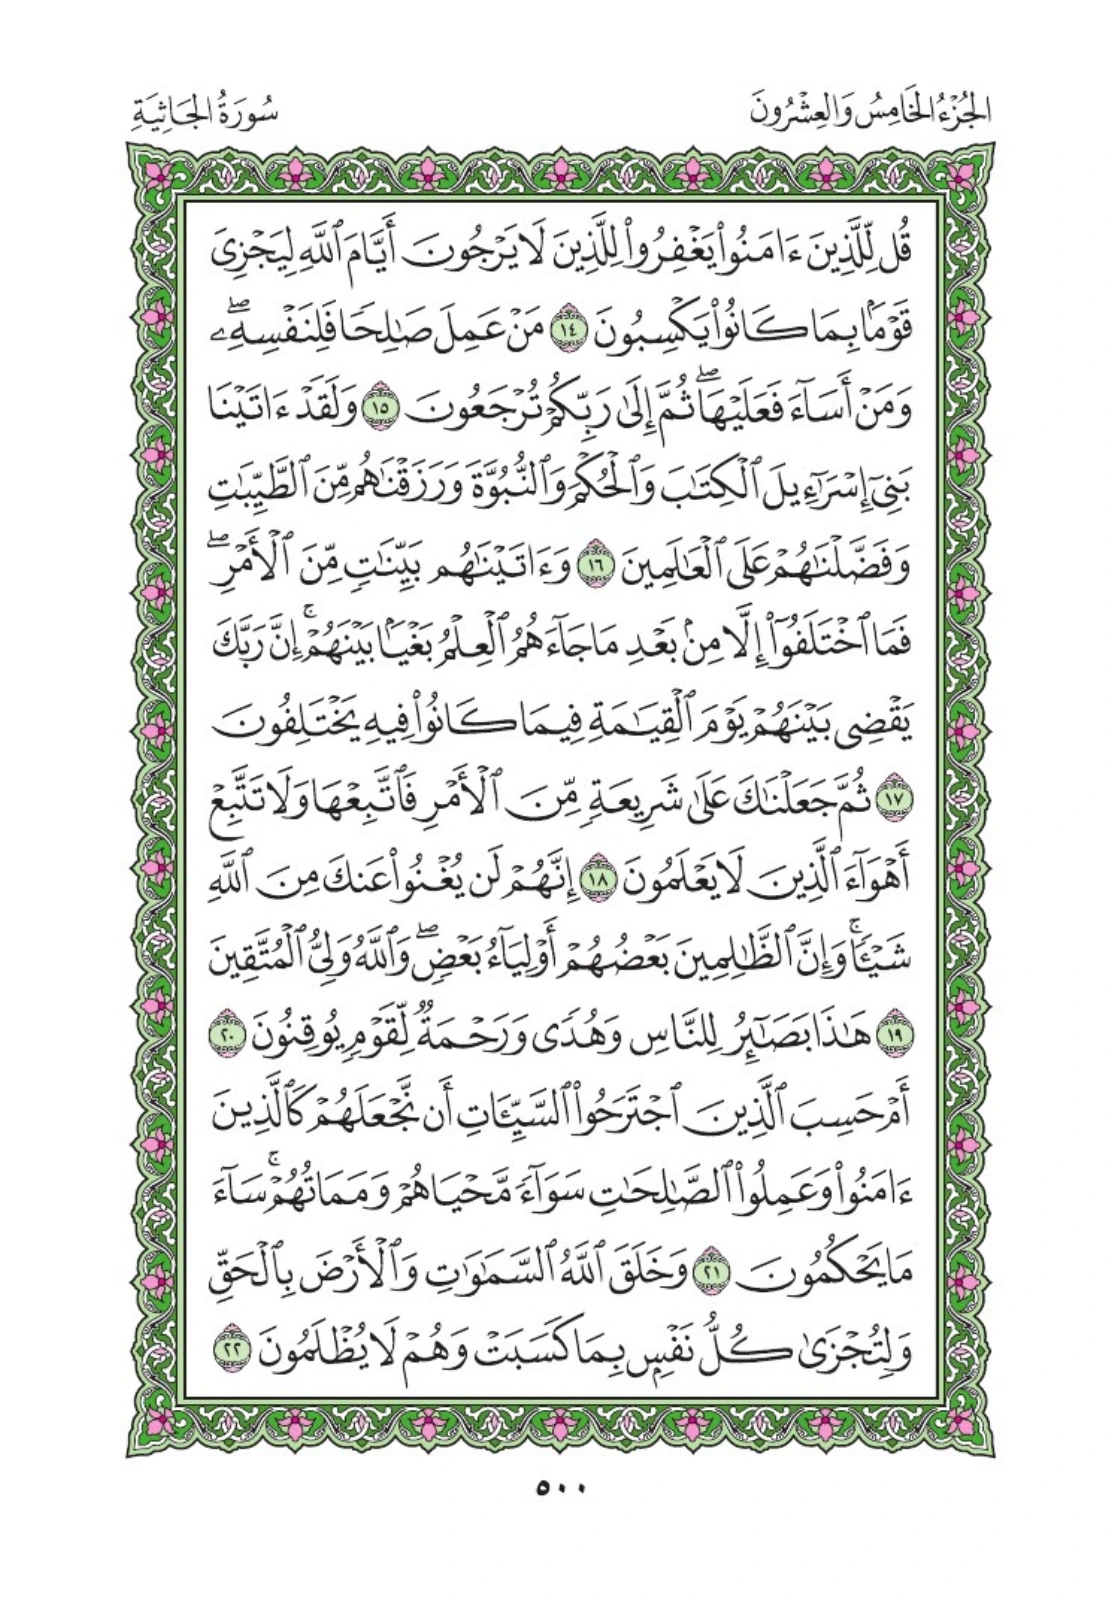 الجُزْءُ الخَامِسُ وَالعِشْرُونَ
سُورَةُ الجَاثِيَةِ
قُل لِّلَّذِينَ ءَامَنُواْ يَغْفِرُواْ لِلَّذِينَ لَا يَرْجُونَ أَيَّامَ ٱللَّهِ لِيَجْزِىَ
قَوْمَۢا بِمَا كَانُواْ يَكْسِبُونَ ١٤ مَنْ عَمِلَ صَٰلِحًا فَلِنَفْسِهِۦۖ
وَمَنْ أَسَآءَ فَعَلَيْهَاۖ ثُمَّ إِلَىٰ رَبِّكُمْ تُرْجَعُونَ ١٥ وَلَقَدْ ءَاتَيْنَا
بَنِىٓ إِسْرَٰٓءِيلَ ٱلْكِتَٰبَ وَٱلْحُكْمَ وَٱلنُّبُوَّةَ وَرَزَقْنَٰهُم مِّنَ ٱلطَّيِّبَٰتِ
وَفَضَّلْنَٰهُمْ عَلَى ٱلْعَٰلَمِينَ ١٦ وَءَاتَيْنَٰهُم بَيِّنَٰتٍ مِّنَ ٱلْأَمْرِۖ
فَمَا ٱخْتَلَفُوٓاْ إِلَّا مِنۢ بَعْدِ مَا جَآءَهُمُ ٱلْعِلْمُ بَغْيَۢا بَيْنَهُمْۚ إِنَّ رَبَّكَ
يَقْضِى بَيْنَهُمْ يَوْمَ ٱلْقِيَٰمَةِ فِيمَا كَانُواْ فِيهِ يَخْتَلِفُونَ
١٧ ثُمَّ جَعَلْنَٰكَ عَلَىٰ شَرِيعَةٍ مِّنَ ٱلْأَمْرِ فَٱتَّبِعْهَا وَلَا تَتَّبِعْ
أَهْوَآءَ ٱلَّذِينَ لَا يَعْلَمُونَ ١٨ إِنَّهُمْ لَن يُغْنُواْ عَنكَ مِنَ ٱللَّهِ
شَيْـًٔاۚ وَإِنَّ ٱلظَّٰلِمِينَ بَعْضُهُمْ أَوْلِيَآءُ بَعْضٍۖ وَٱللَّهُ وَلِىُّ ٱلْمُتَّقِينَ
١٩ هَٰذَا بَصَٰٓئِرُ لِلنَّاسِ وَهُدًى وَرَحْمَةٌ لِّقَوْمٍ يُوقِنُونَ ٢٠
أَمْ حَسِبَ ٱلَّذِينَ ٱجْتَرَحُواْ ٱلسَّيِّـَٔاتِ أَن نَّجْعَلَهُمْ كَٱلَّذِينَ
ءَامَنُواْ وَعَمِلُواْ ٱلصَّٰلِحَٰتِ سَوَآءً مَّحْيَاهُمْ وَمَمَاتُهُمْۚ سَآءَ
مَا يَحْكُمُونَ ٢١ وَخَلَقَ ٱللَّهُ ٱلسَّمَٰوَٰتِ وَٱلْأَرْضَ بِٱلْحَقِّ
وَلِتُجْزَىٰ كُلُّ نَفْسٍۭ بِمَا كَسَبَتْ وَهُمْ لَا يُظْلَمُونَ ٢٢
٥٠٠